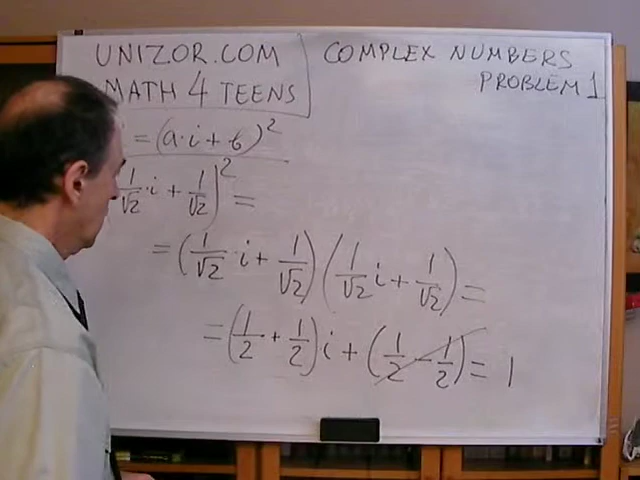 UNIZOR.COM
MATH 4 TEENS
COMPLEX NUMBERS
PROBLEM 1
= (a·i + b)²
1/√2 · i + 1/√2)² =
= (1/√2 · i + 1/√2)(1/√2 i + 1/√2) =
= (1/2 + 1/2)i + (1/2 - 1/2) = 1